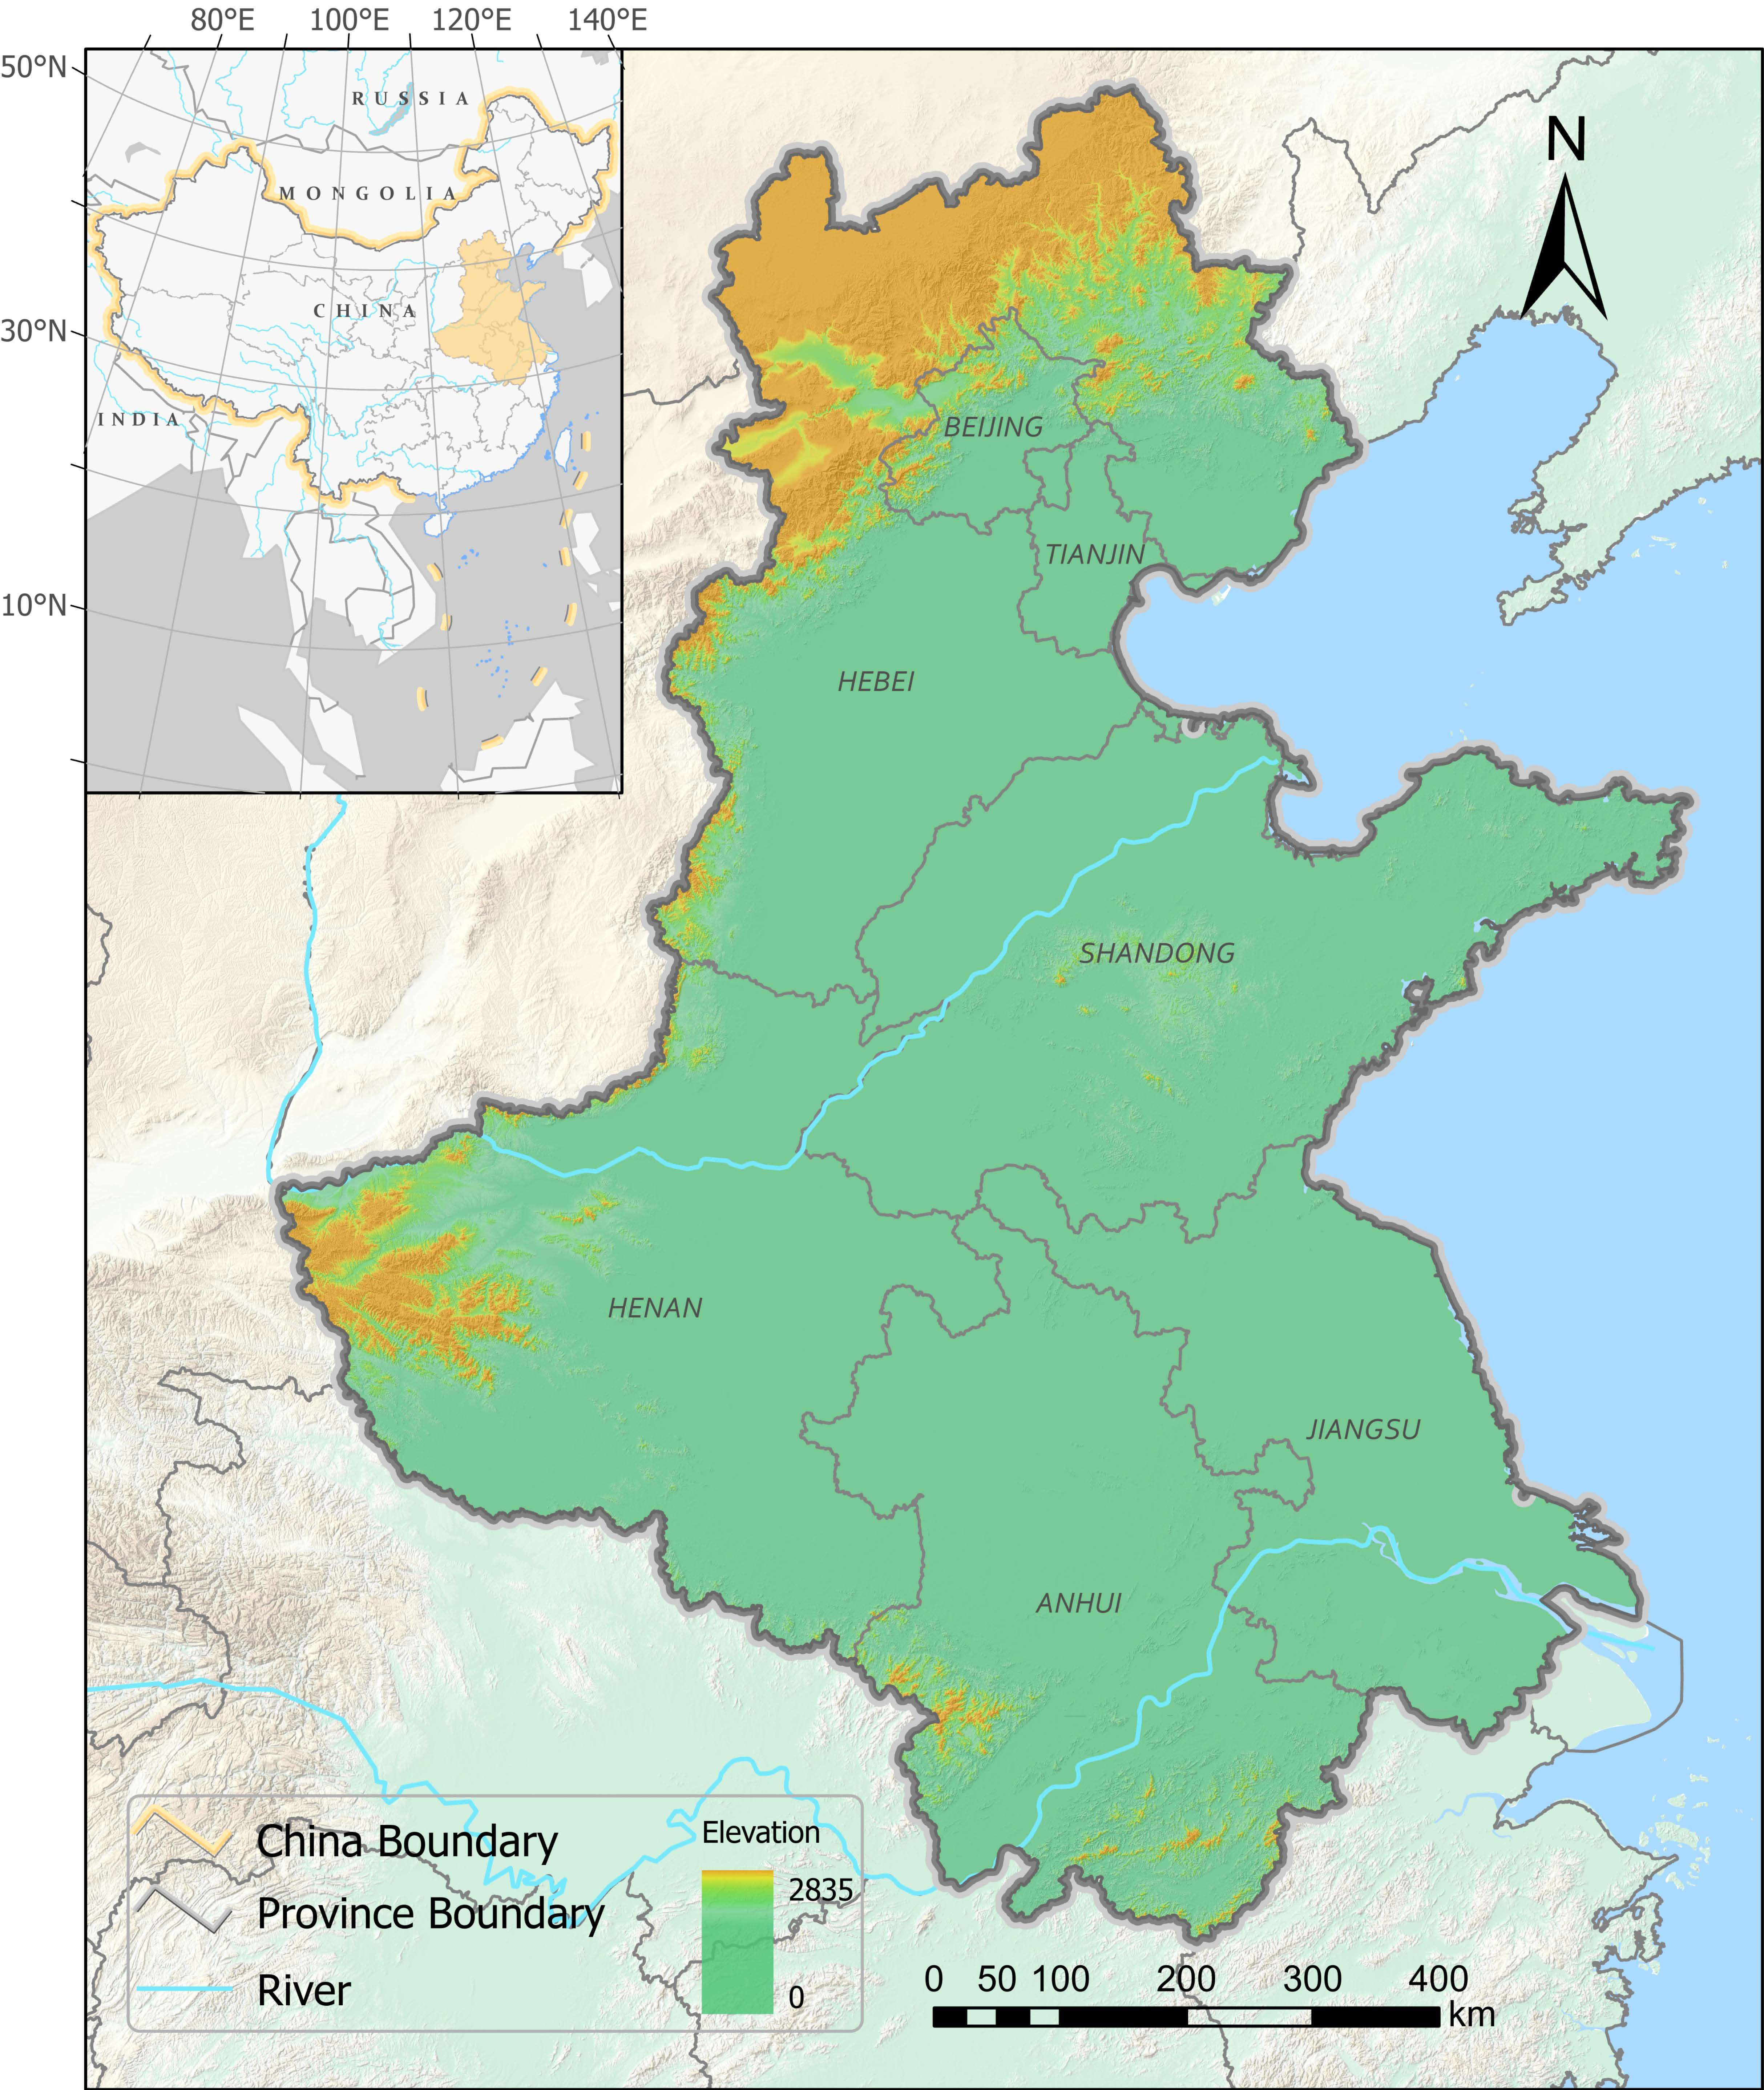 80°E 100°E 120°E 140°E
50°N
30°N
10°N
RUSSIA
MONGOLIA
CHINA
INDIA
N
BEIJING
TIANJIN
HEBEI
SHANDONG
HENAN
JIANGSU
ANHUI
China Boundary
Province Boundary
River
Elevation
2835
0
0 50 100 200 300 400
km